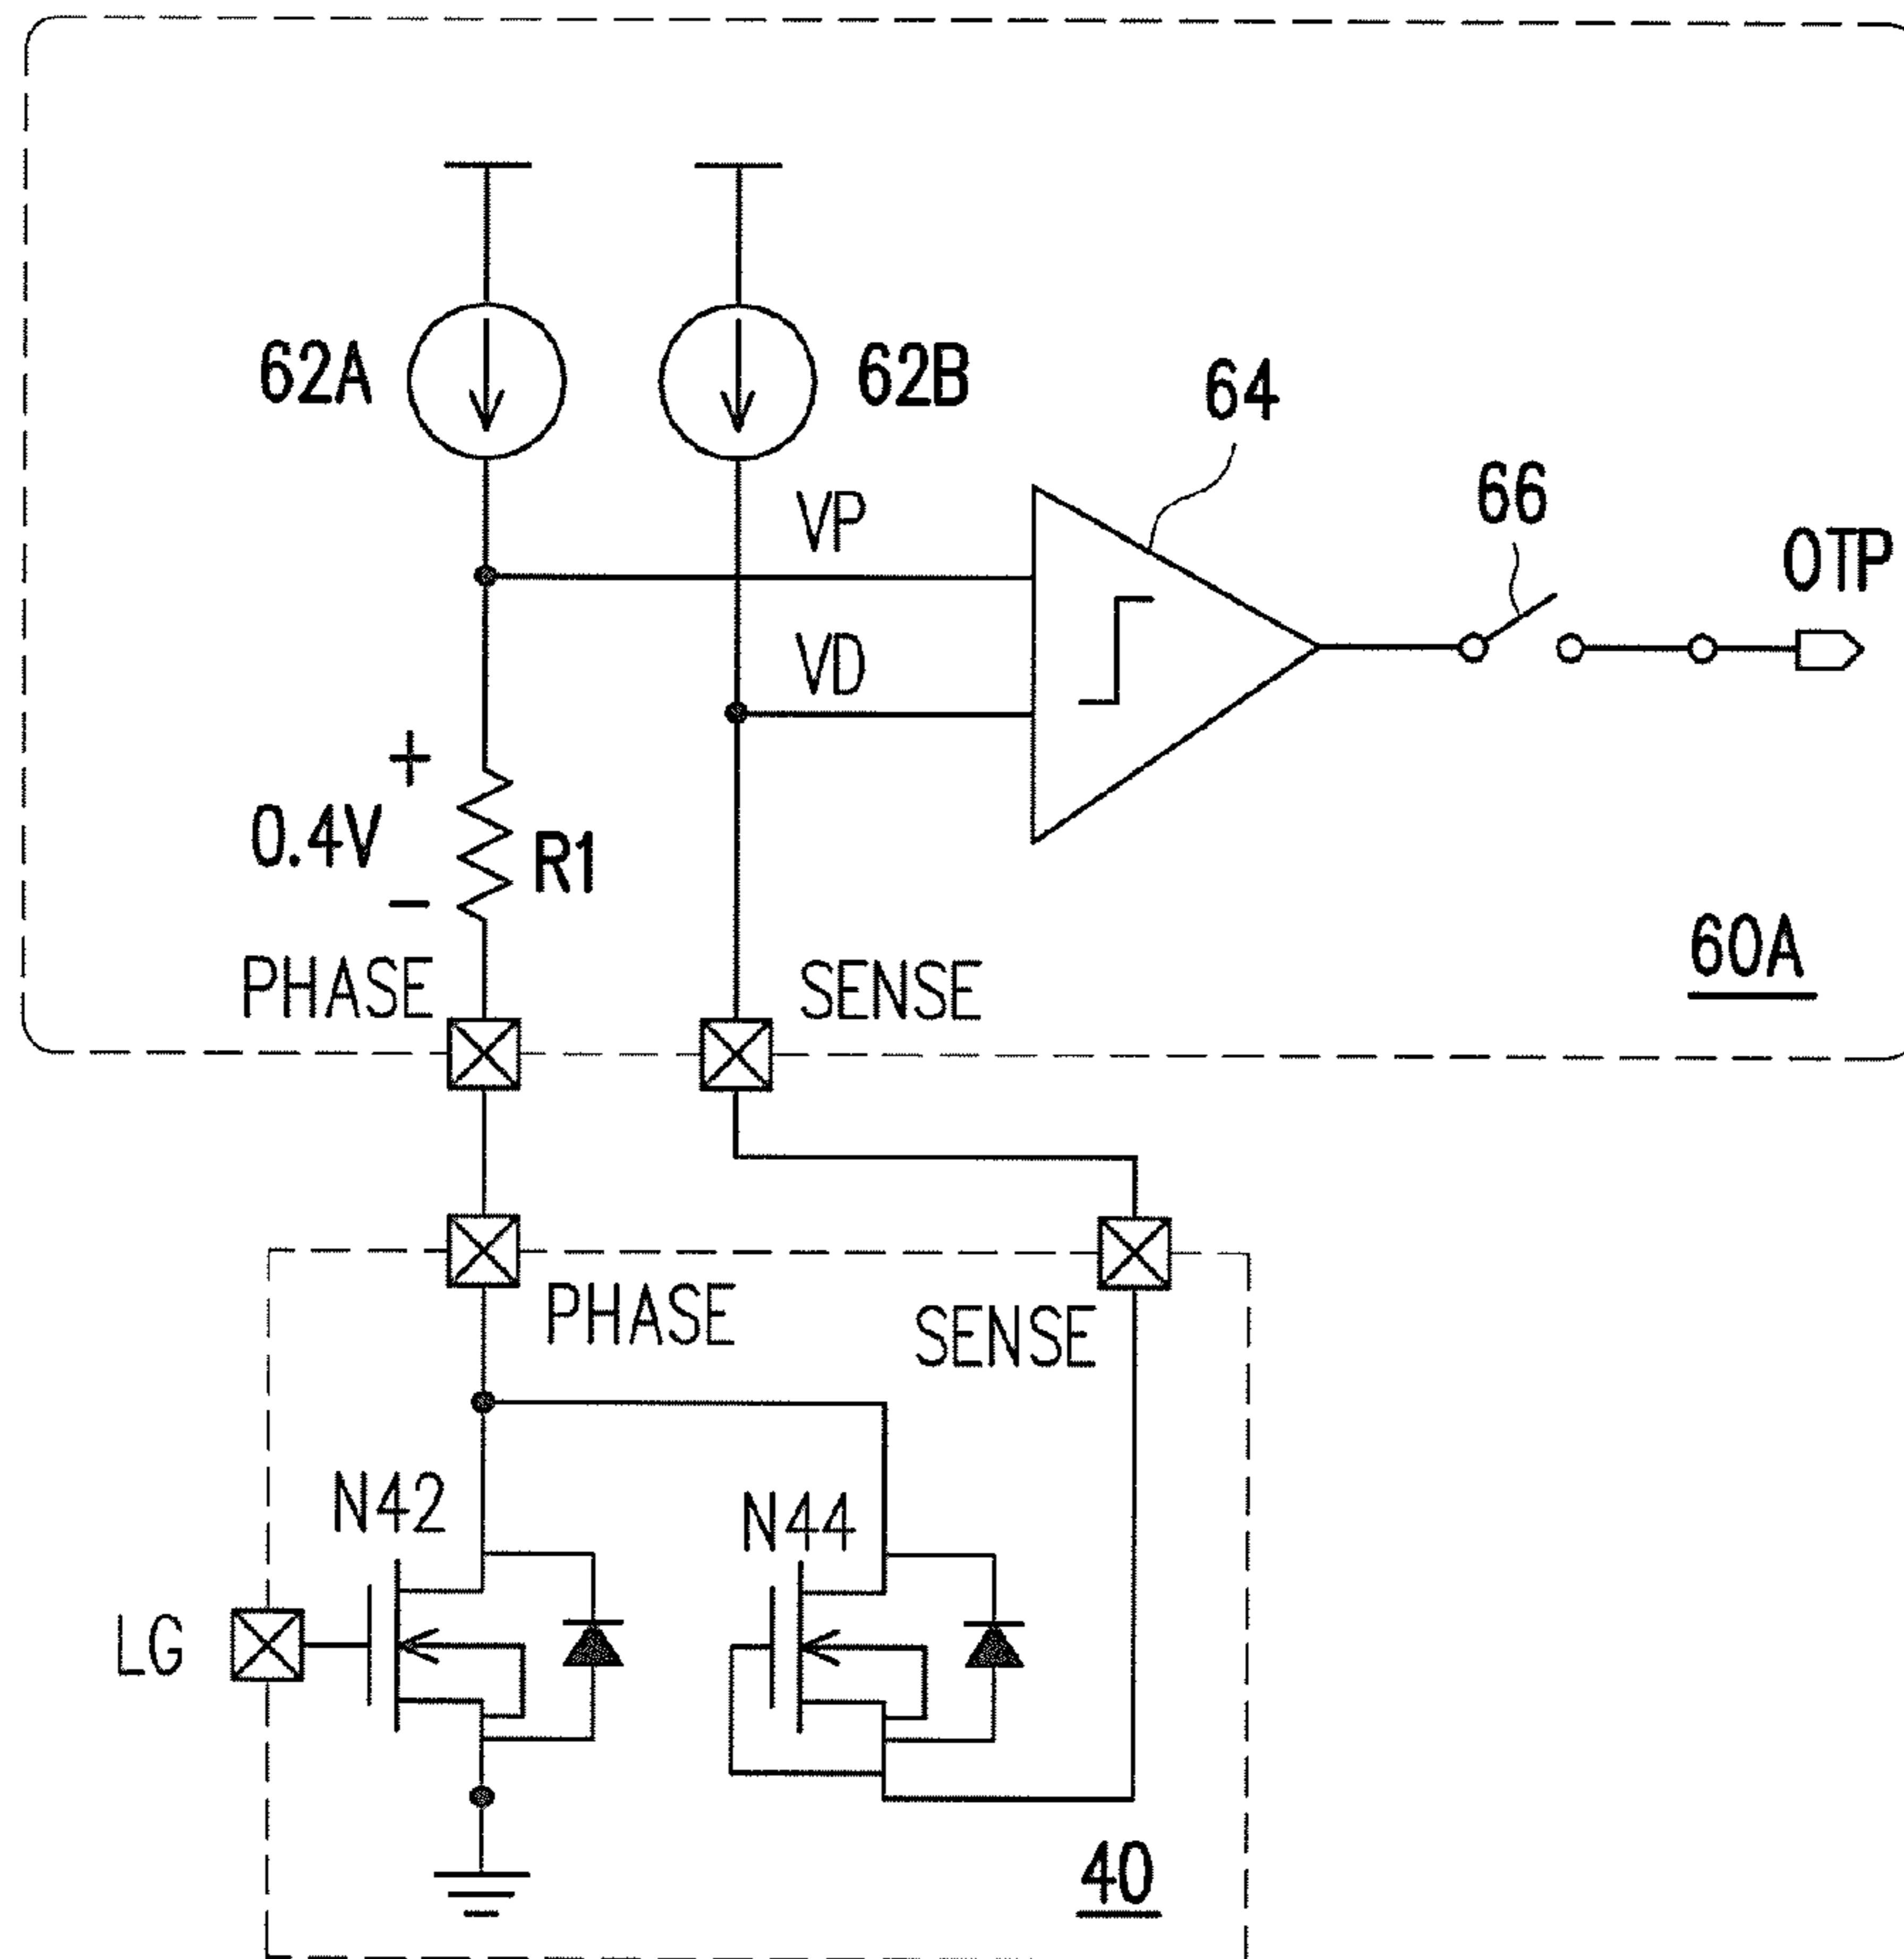 62A
62B
64
VP
66
OTP
VD
+
0.4V
R1
−
60A
PHASE
SENSE
PHASE
SENSE
N42
N44
LG
40